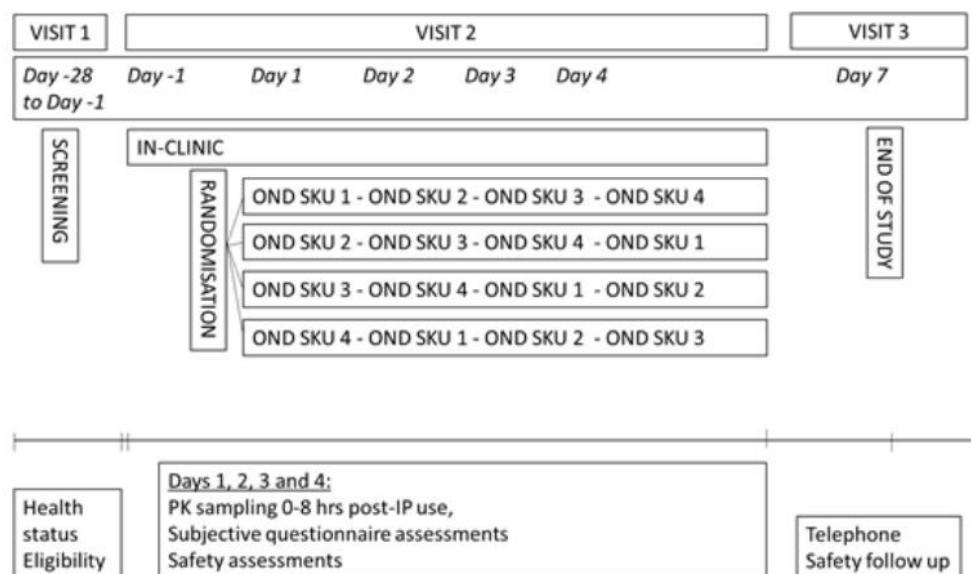 VISIT 1
VISIT 2
VISIT 3
Day -28
to Day -1
Day -1
Day 1
Day 2
Day 3
Day 4
Day 7
SCREENING
IN-CLINIC
RANDOMISATION
OND SKU 1 - OND SKU 2 - OND SKU 3 - OND SKU 4
OND SKU 2 - OND SKU 3 - OND SKU 4 - OND SKU 1
OND SKU 3 - OND SKU 4 - OND SKU 1 - OND SKU 2
OND SKU 4 - OND SKU 1 - OND SKU 2 - OND SKU 3
END OF STUDY
Health
status
Eligibility
Days 1, 2, 3 and 4:
PK sampling 0-8 hrs post-IP use,
Subjective questionnaire assessments
Safety assessments
Telephone
Safety follow up